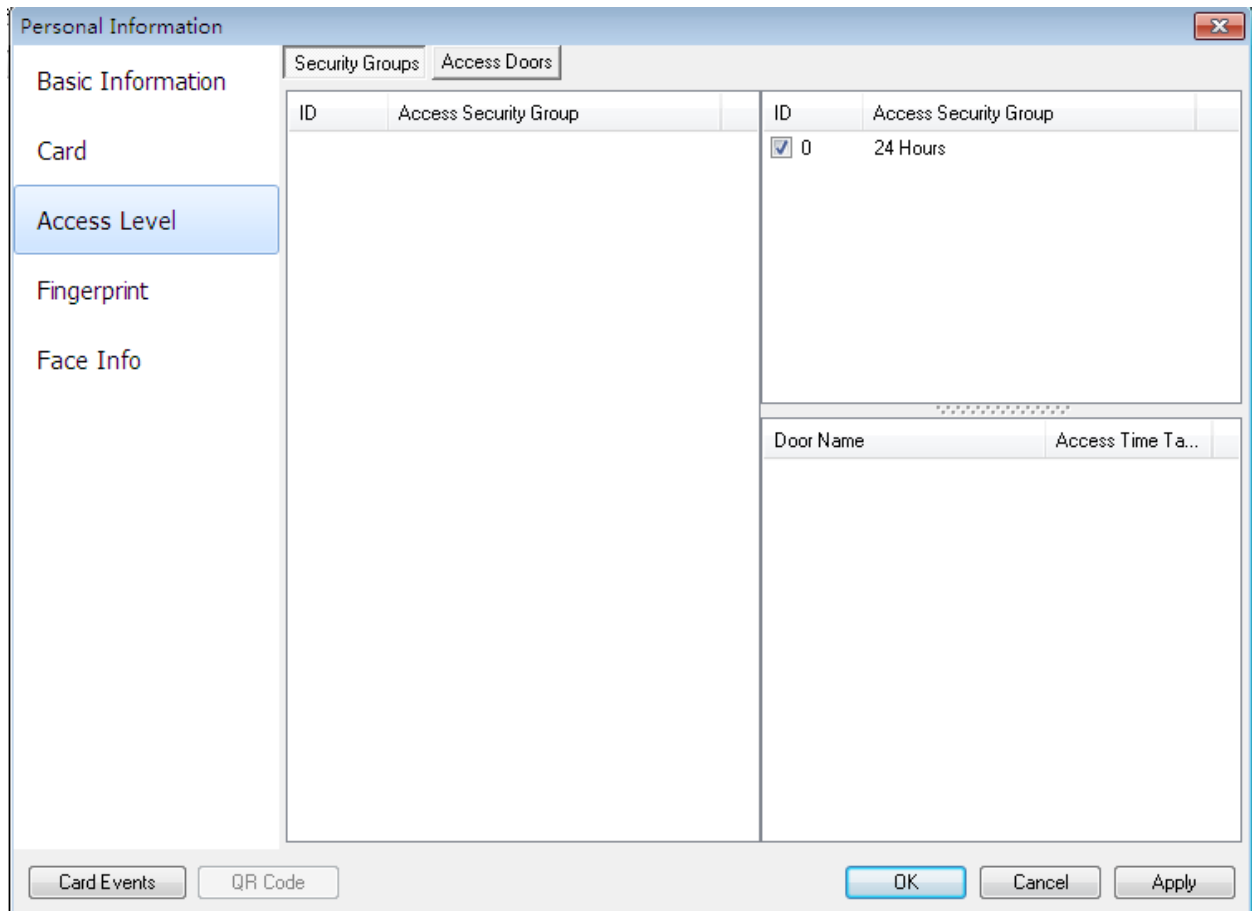 Personal Information
Basic Information
Card
Access Level
Fingerprint
Face Info
Security Groups Access Doors
ID Access Security Group
ID Access Security Group
0 24 Hours
Door Name Access Time Ta...
Card Events QR Code OK Cancel Apply